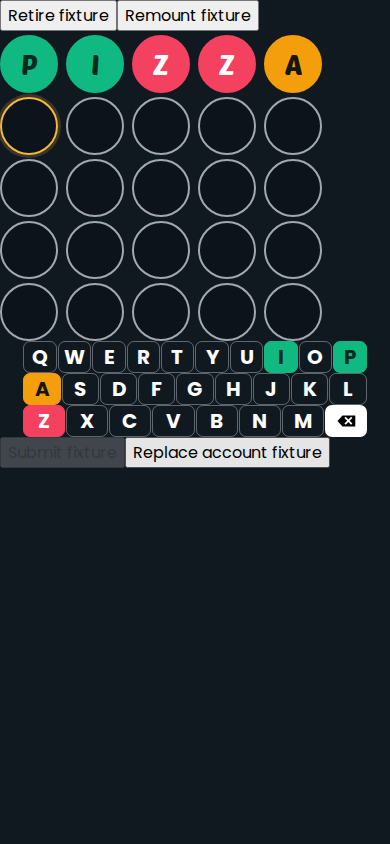 Retire fixture Remount fixture
P I Z Z A
Q W E R T Y U I O P
A S D F G H J K L
Z X C V B N M
Submit fixture Replace account fixture